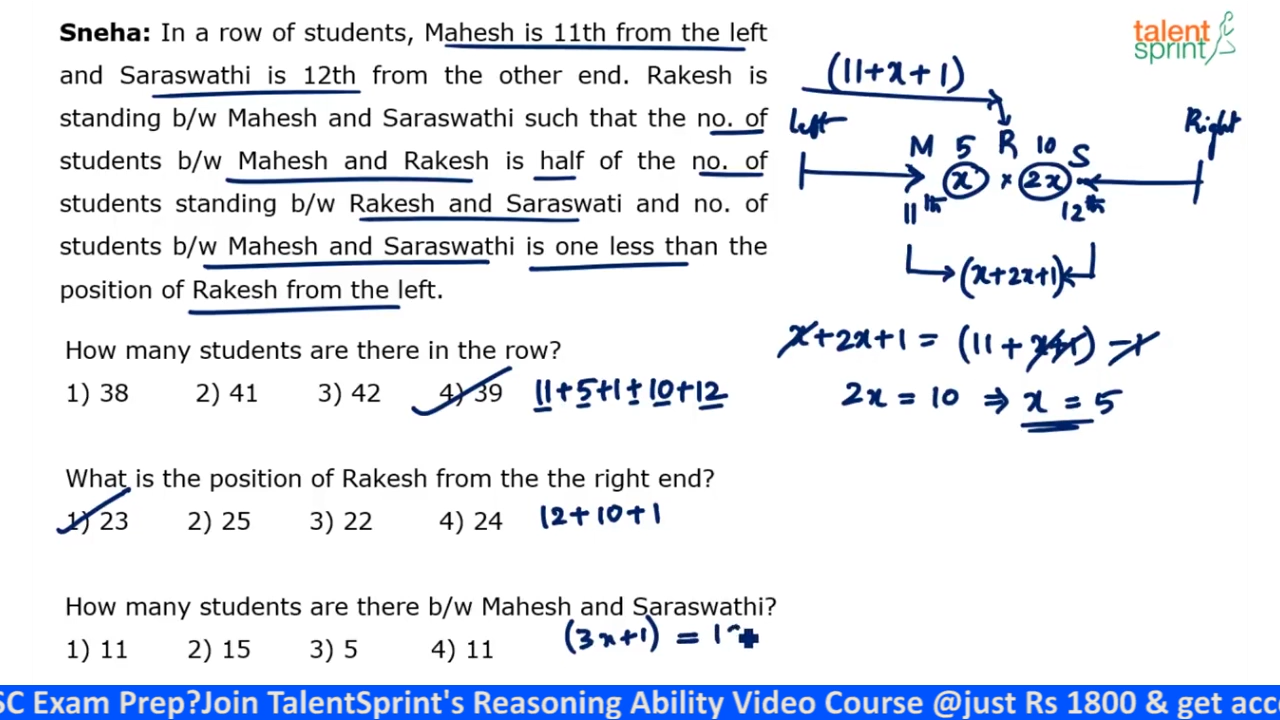 Sneha: In a row of students, Mahesh is 11th from the left
and Saraswathi is 12th from the other end. Rakesh is
standing b/w Mahesh and Saraswathi such that the no. of
students b/w Mahesh and Rakesh is half of the no. of
students standing b/w Rakesh and Saraswati and no. of
students b/w Mahesh and Saraswathi is one less than the
position of Rakesh from the left.
talent
sprint
(11+x+1)
left
Right
M 5 R 10 S
x × 2x
11th
12th
(x+2x+1)
x+2x+1 = (11+x+1) -1
2x = 10 ⇒ x = 5
How many students are there in the row?
1) 38 2) 41 3) 42 4) 39 11+5+1+10+12
What is the position of Rakesh from the the right end?
1) 23 2) 25 3) 22 4) 24 12+10+1
How many students are there b/w Mahesh and Saraswathi?
1) 11 2) 15 3) 5 4) 11 (3x+1) = 1
SC Exam Prep?Join TalentSprint's Reasoning Ability Video Course @just Rs 1800 & get acc